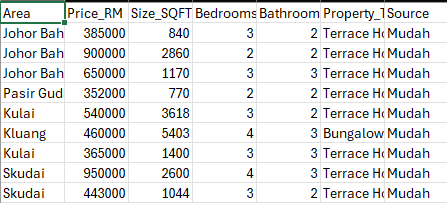 Area Price_RM Size_SQFT Bedrooms Bathroom Property_T Source
Johor Bah 385000 840 3 2 Terrace Ho Mudah
Johor Bah 900000 2860 2 2 Terrace Ho Mudah
Johor Bah 650000 1170 3 3 Terrace Ho Mudah
Pasir Gud 352000 770 2 2 Terrace Ho Mudah
Kulai 540000 3618 3 2 Terrace Ho Mudah
Kluang 460000 5403 4 3 Bungalow Mudah
Kulai 365000 1400 3 3 Terrace Ho Mudah
Skudai 950000 2600 4 3 Terrace Ho Mudah
Skudai 443000 1044 3 2 Terrace Ho Mudah